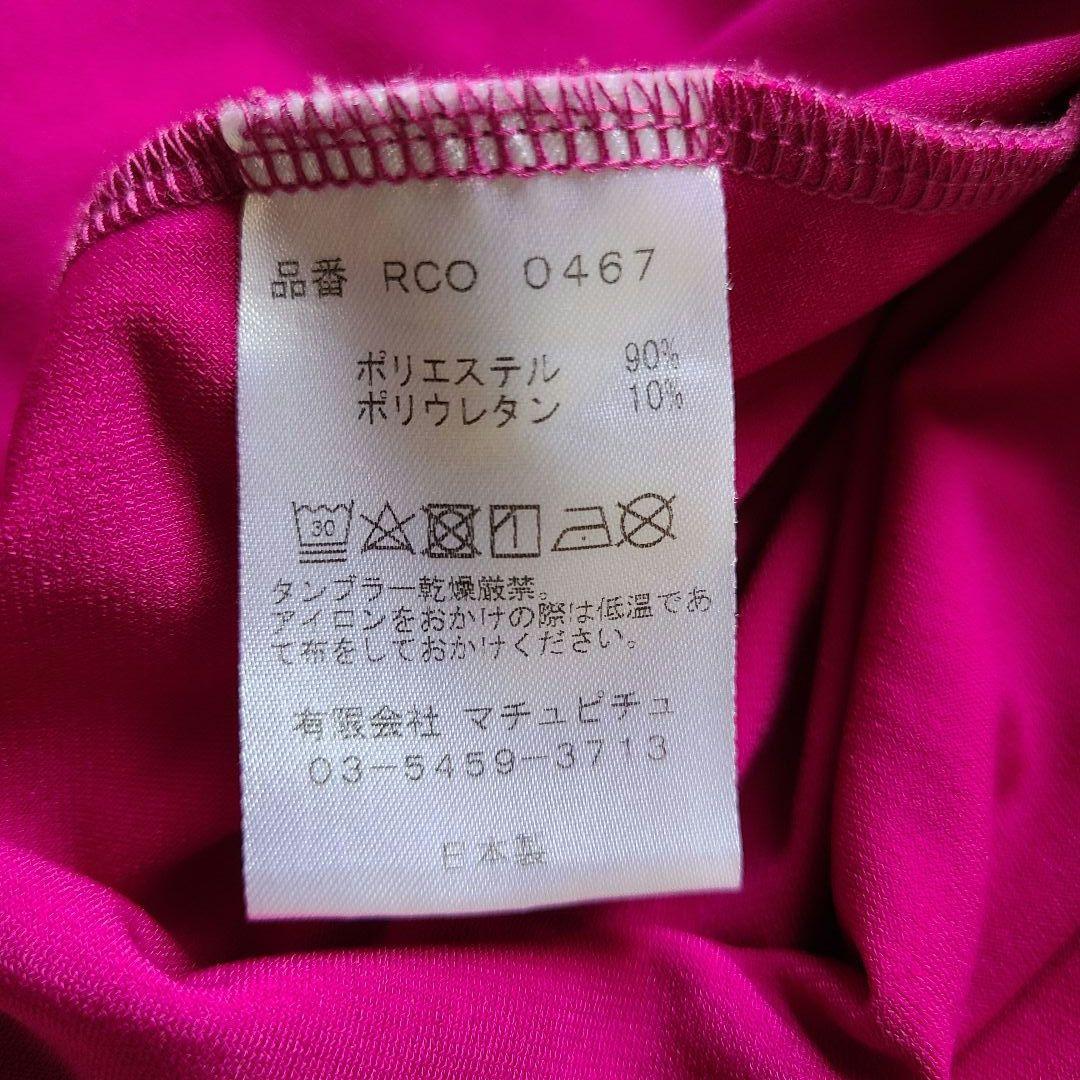 品番 RCO 0467
ポリエステル 90%
ポリウレタン 10%
30
タンブラー乾燥厳禁。
アイロンをおかけの際は低温であ
て布をしておかけください。
有限会社 マチュピチュ
03-5459-3713
日本製